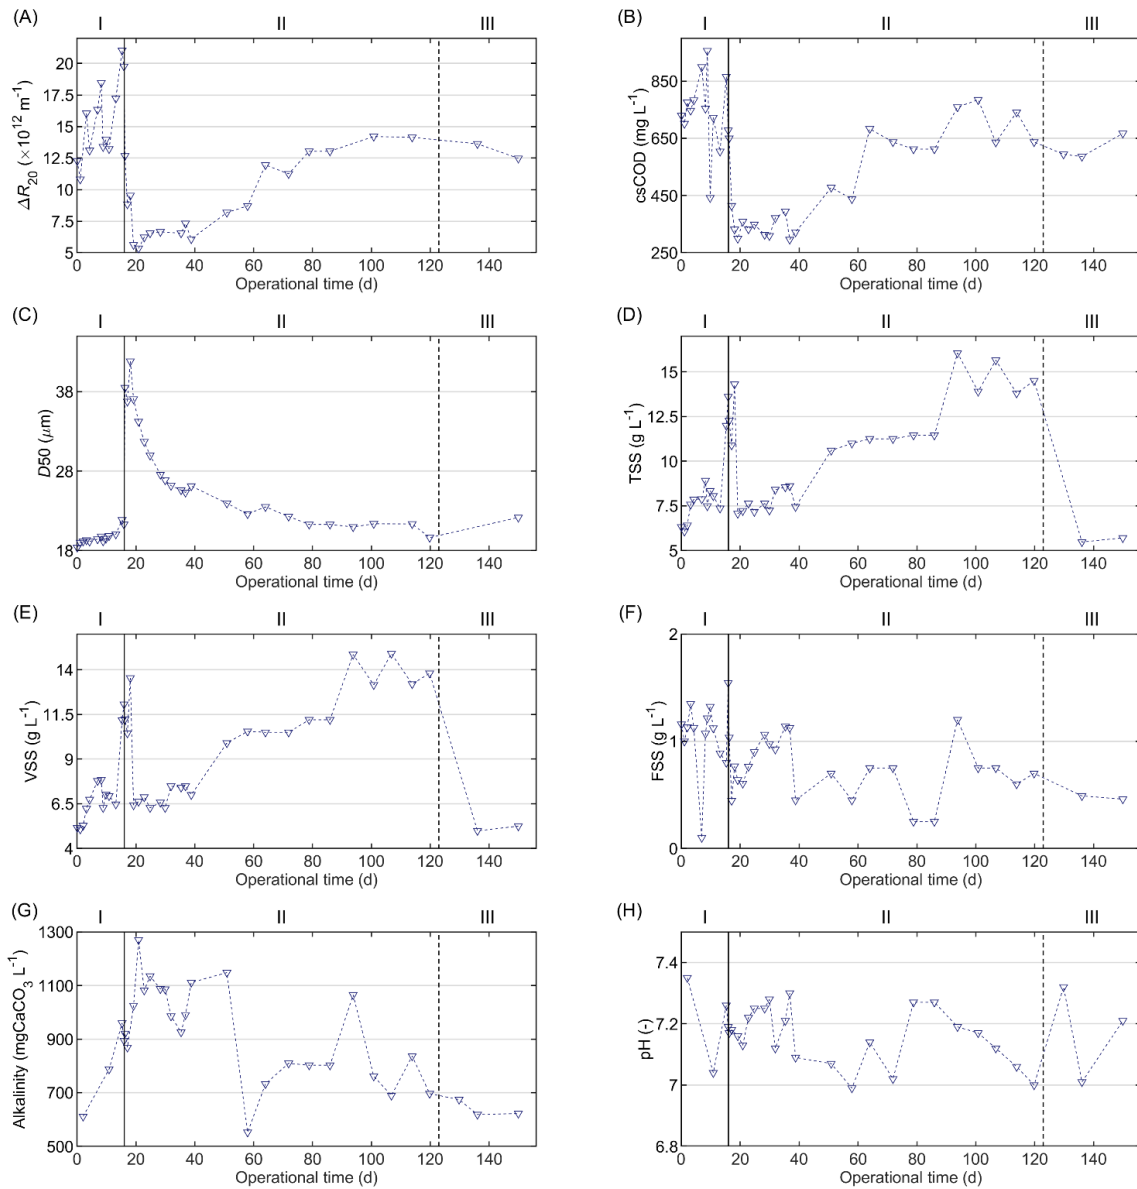 (A) I II III
20
17.5
15
12.5
10
7.5
5
ΔR20 (×10^12 m^-1)
0 20 40 60 80 100 120 140
Operational time (d)
(B) I II III
850
650
450
250
csCOD (mg L^-1)
0 20 40 60 80 100 120 140
Operational time (d)
(C) I II III
38
28
18
D50 (μm)
0 20 40 60 80 100 120 140
Operational time (d)
(D) I II III
15
12.5
10
7.5
5
TSS (g L^-1)
0 20 40 60 80 100 120 140
Operational time (d)
(E) I II III
14
11.5
9
6.5
4
VSS (g L^-1)
0 20 40 60 80 100 120 140
Operational time (d)
(F) I II III
2
1
0
FSS (g L^-1)
0 20 40 60 80 100 120 140
Operational time (d)
(G) I II III
1300
1100
900
700
500
Alkalinity (mgCaCO3 L^-1)
0 20 40 60 80 100 120 140
Operational time (d)
(H) I II III
7.4
7.2
7
6.8
pH (-)
0 20 40 60 80 100 120 140
Operational time (d)